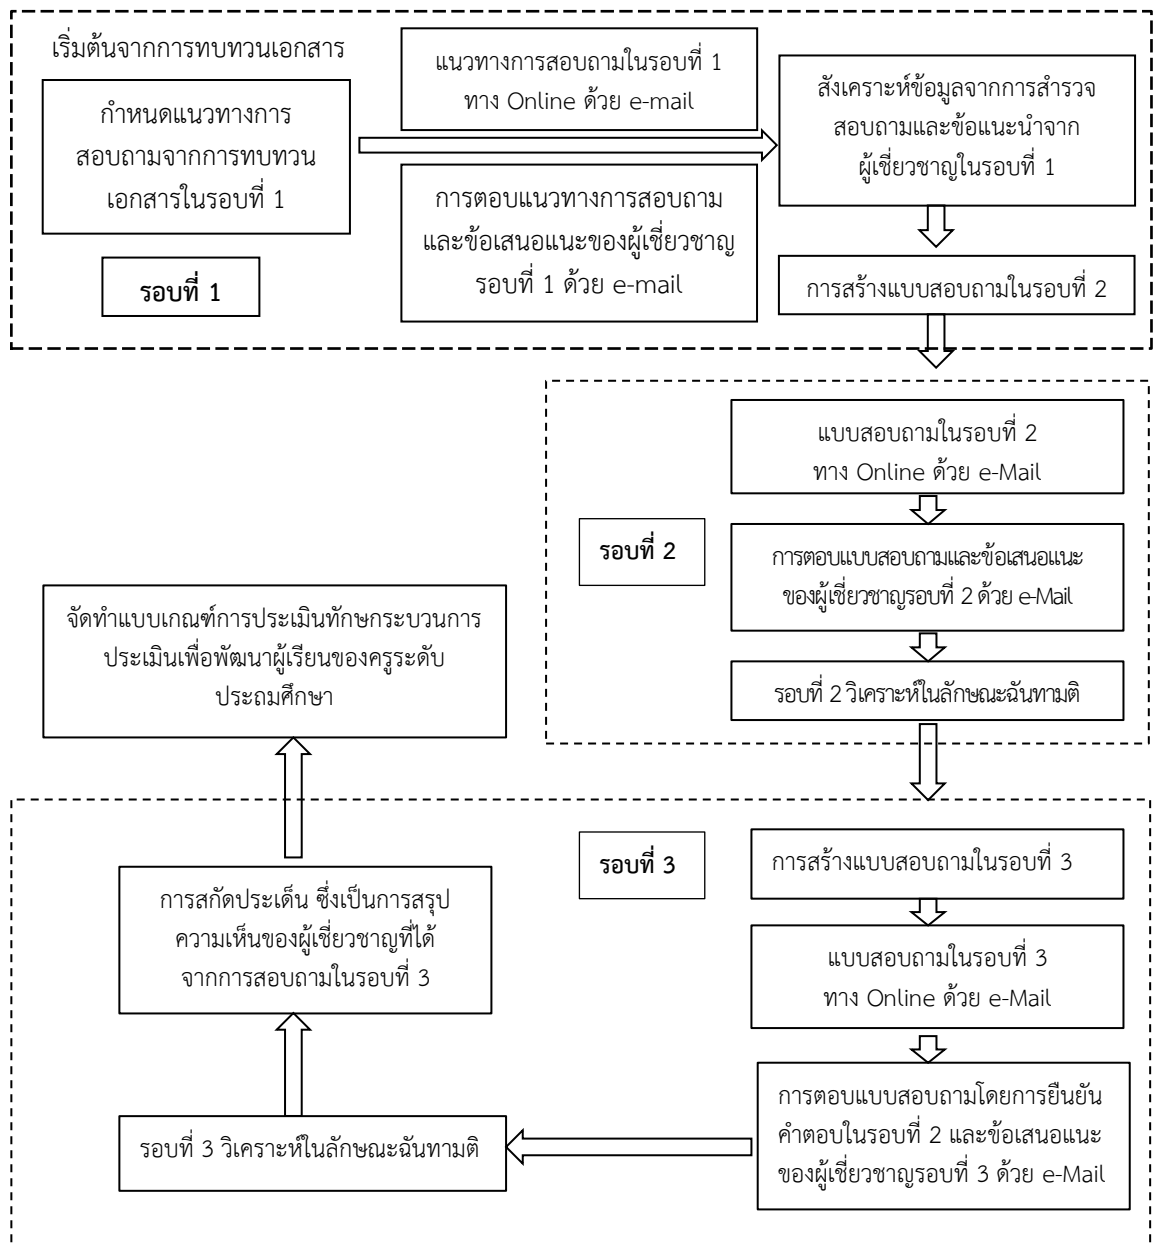 เริ่มต้นจากการทบทวนเอกสาร
กำหนดแนวทางการ
สอบถามจากการทบทวน
เอกสารในรอบที่ 1
รอบที่ 1
แนวทางการสอบถามในรอบที่ 1
ทาง Online ด้วย e-mail
การตอบแนวทางการสอบถาม
และข้อเสนอแนะของผู้เชี่ยวชาญ
รอบที่ 1 ด้วย e-mail
สังเคราะห์ข้อมูลจากการสำรวจ
สอบถามและข้อแนะนำจาก
ผู้เชี่ยวชาญในรอบที่ 1
การสร้างแบบสอบถามในรอบที่ 2
รอบที่ 2
แบบสอบถามในรอบที่ 2
ทาง Online ด้วย e-Mail
การตอบแบบสอบถามและข้อเสนอแนะ
ของผู้เชี่ยวชาญรอบที่ 2 ด้วย e-Mail
รอบที่ 2 วิเคราะห์ในลักษณะฉันทามติ
รอบที่ 3
การสร้างแบบสอบถามในรอบที่ 3
แบบสอบถามในรอบที่ 3
ทาง Online ด้วย e-Mail
การตอบแบบสอบถามโดยการยืนยัน
คำตอบในรอบที่ 2 และข้อเสนอแนะ
ของผู้เชี่ยวชาญรอบที่ 3 ด้วย e-Mail
รอบที่ 3 วิเคราะห์ในลักษณะฉันทามติ
การสกัดประเด็น ซึ่งเป็นการสรุป
ความเห็นของผู้เชี่ยวชาญที่ได้
จากการสอบถามในรอบที่ 3
จัดทำแบบเกณฑ์การประเมินทักษกระบวนการ
ประเมินเพื่อพัฒนาผู้เรียนของครูระดับ
ประถมศึกษา